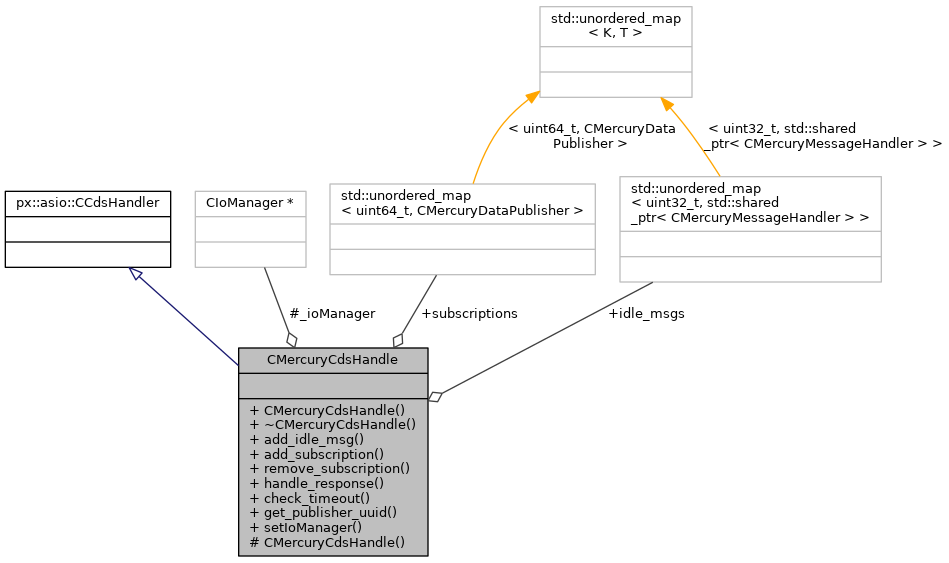 std::unordered_map
< K, T >
< uint64_t, CMercuryData
Publisher >
< uint32_t, std::shared
_ptr< CMercuryMessageHandler > >
px::asio::CCdsHandler
CIoManager *
std::unordered_map
< uint64_t, CMercuryDataPublisher >
std::unordered_map
< uint32_t, std::shared
_ptr< CMercuryMessageHandler > >
#_ioManager
+subscriptions
+idle_msgs
CMercuryCdsHandle
+ CMercuryCdsHandle()
+ ~CMercuryCdsHandle()
+ add_idle_msg()
+ add_subscription()
+ remove_subscription()
+ handle_response()
+ check_timeout()
+ get_publisher_uuid()
+ setIoManager()
# CMercuryCdsHandle()